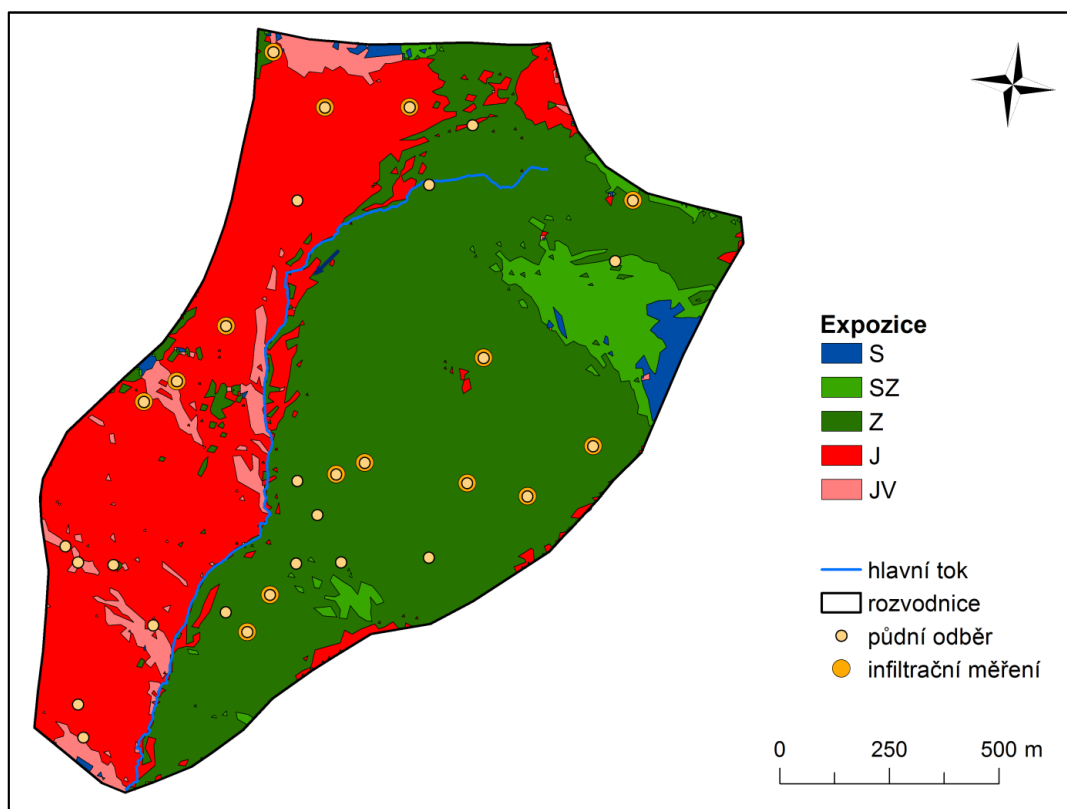 Expozice
S
SZ
Z
J
JV
hlavní tok
rozvodnice
půdní odběr
infiltrační měření
0 250 500 m